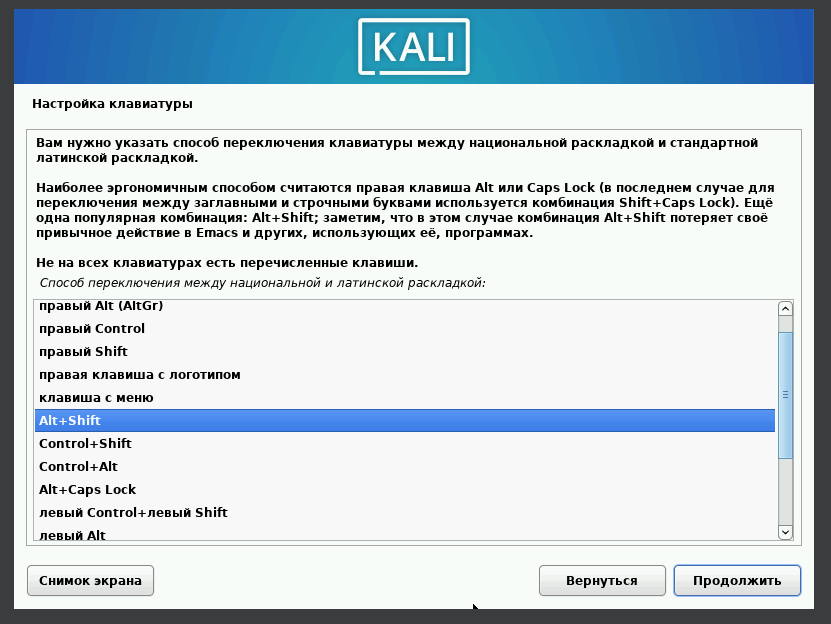 KALI
Настройка клавиатуры
Вам нужно указать способ переключения клавиатуры между национальной раскладкой и стандартной
латинской раскладкой.
Наиболее эргономичным способом считаются правая клавиша Alt или Caps Lock (в последнем случае для
переключения между заглавными и строчными буквами используется комбинация Shift+Caps Lock). Ещё
одна популярная комбинация: Alt+Shift; заметим, что в этом случае комбинация Alt+Shift потеряет своё
привычное действие в Emacs и других, использующих её, программах.
Не на всех клавиатурах есть перечисленные клавиши.
Способ переключения между национальной и латинской раскладкой:
правый Alt (AltGr)
правый Control
правый Shift
правая клавиша с логотипом
клавиша с меню
Alt+Shift
Control+Shift
Control+Alt
Alt+Caps Lock
левый Control+левый Shift
левый Alt
Снимок экрана
Вернуться
Продолжить